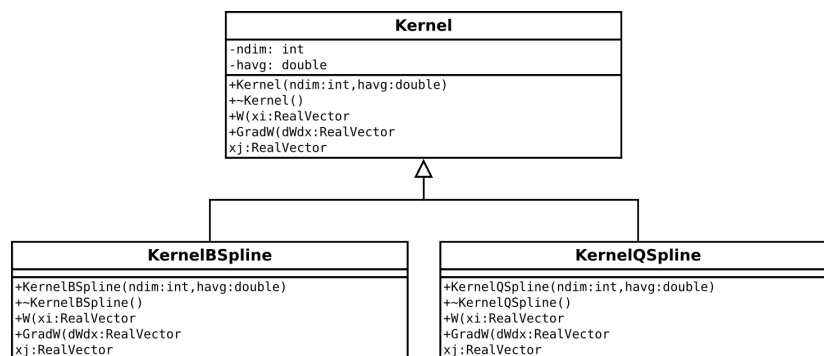 Kernel
-ndim: int
-havg: double
+Kernel(ndim:int,havg:double)
+~Kernel()
+W(xi:RealVector
+GradW(dWdx:RealVector
xj:RealVector
KernelBSpline
+KernelBSpline(ndim:int,havg:double)
+~KernelBSpline()
+W(xi:RealVector
+GradW(dWdx:RealVector
xj:RealVector
KernelQSpline
+KernelQSpline(ndim:int,havg:double)
+~KernelQSpline()
+W(xi:RealVector
+GradW(dWdx:RealVector
xj:RealVector